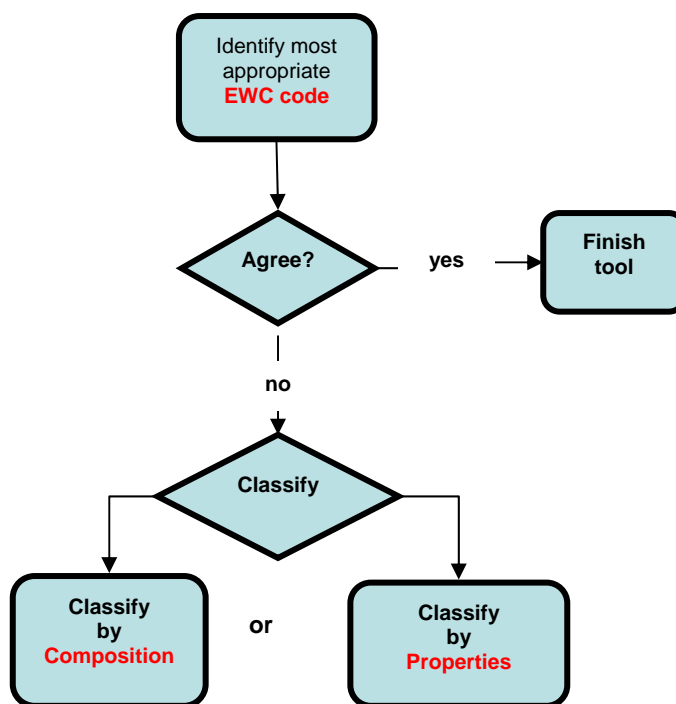 Identify most
appropriate
EWC code
Agree?
yes
Finish
tool
no
Classify
Classify
by
Composition
or
Classify
by
Properties